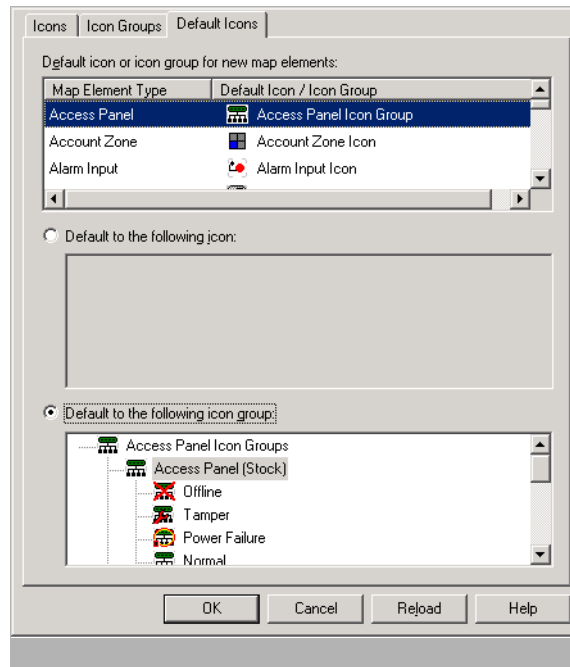 Icons Icon Groups Default Icons
Default icon or icon group for new map elements:
Map Element Type Default Icon / Icon Group
Access Panel Access Panel Icon Group
Account Zone Account Zone Icon
Alarm Input Alarm Input Icon
Default to the following icon:
Default to the following icon group:
Access Panel Icon Groups
Access Panel (Stock)
Offline
Tamper
Power Failure
Normal
OK Cancel Reload Help